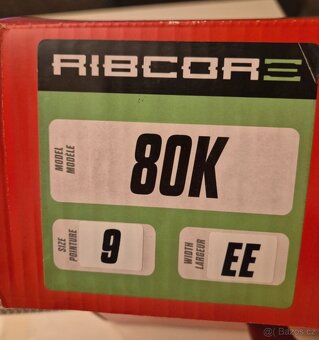 RIBCORE
MODEL
MODÈLE
80K
SIZE
POINTURE
9
WIDTH
LARGEUR
EE
© Bazos.cz